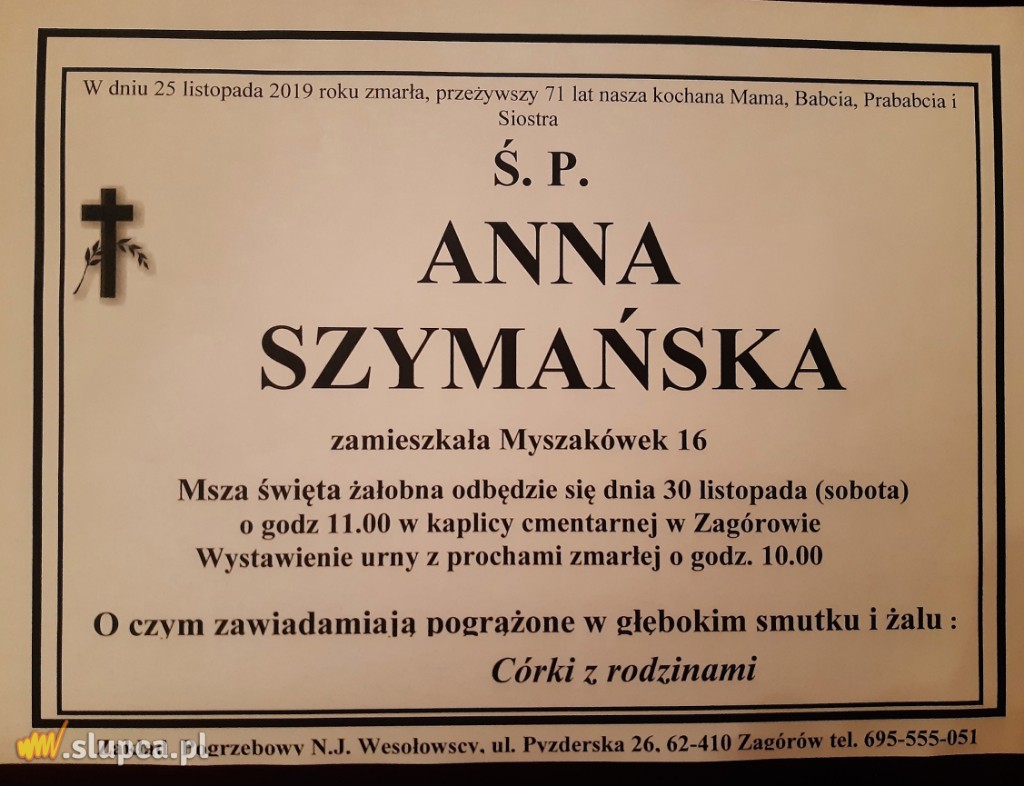 W dniu 25 listopada 2019 roku zmarła, przeżywszy 71 lat nasza kochana Mama, Babcia, Prababcia i
Siostra
Ś. P.
ANNA
SZYMAŃSKA
zamieszkała Myszakówek 16
Msza święta żałobna odbędzie się dnia 30 listopada (sobota)
o godz 11.00 w kaplicy cmentarnej w Zagórowie
Wystawienie urny z prochami zmarłej o godz. 10.00
O czym zawiadamiają pogrążone w głębokim smutku i żalu :
Córki z rodzinami
Zakład Pogrzebowy N.J. Wesołowscy, ul. Pyzderska 26, 62-410 Zagórów tel. 695-555-051
www.slupca.pl